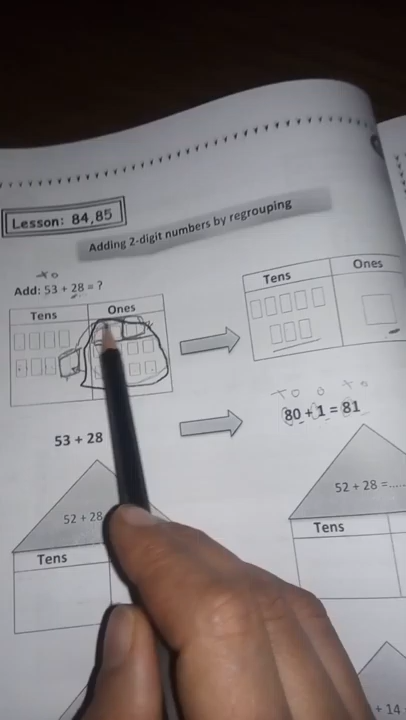 Lesson: 84,85
Adding 2-digit numbers by regrouping
T O
Add: 53 + 28 = ?
Tens Ones
Tens Ones
53 + 28
T O O T O
80 + 1 = 81
52 + 28
52 + 28 =.....
Tens
Tens
+ 14